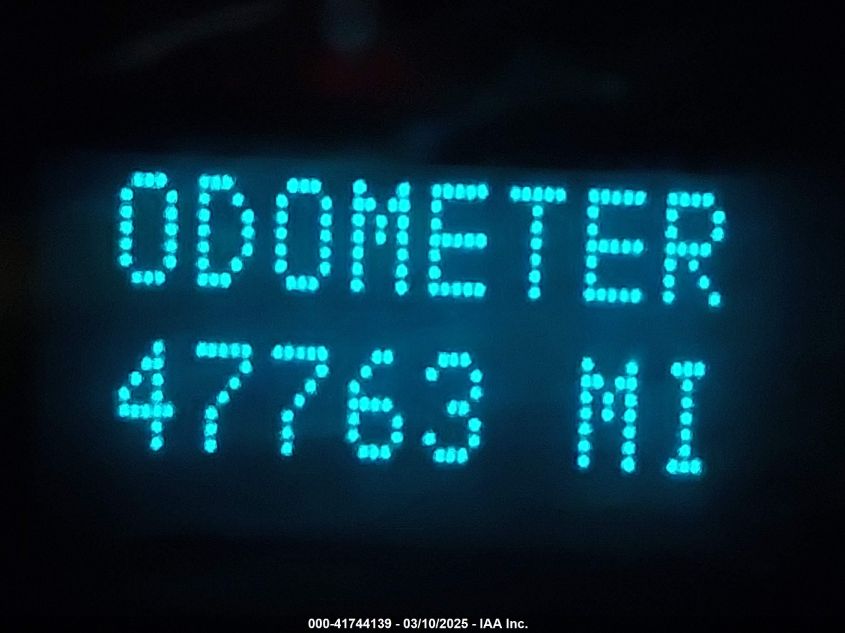 ODOMETER
47763 MI
000-41744139 - 03/10/2025 - IAA Inc.